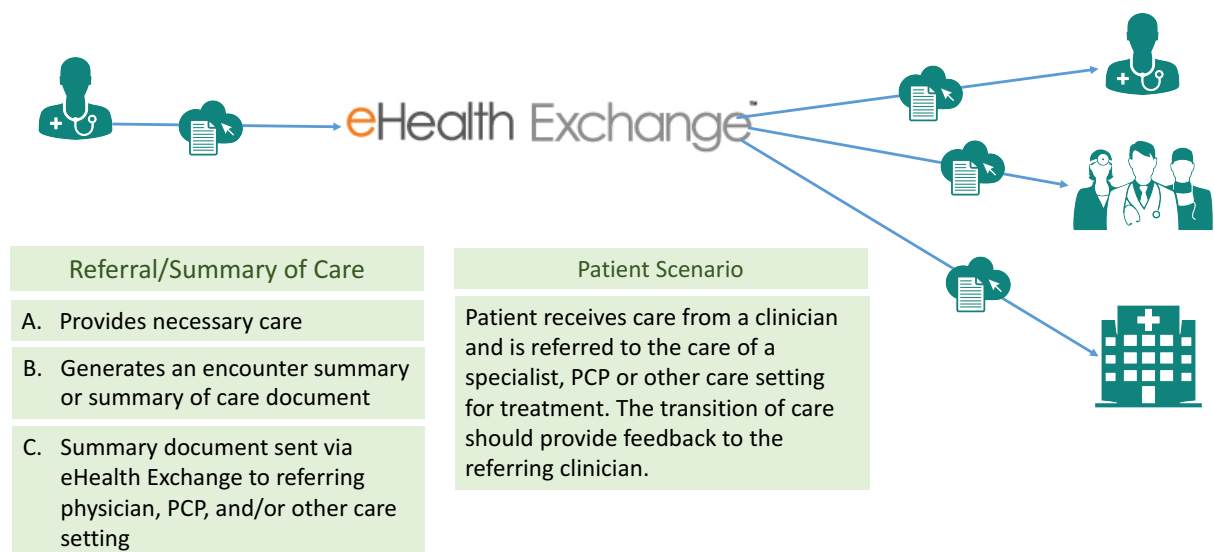 eHealth Exchange™
Referral/Summary of Care
A. Provides necessary care
B. Generates an encounter summary
or summary of care document
C. Summary document sent via
eHealth Exchange to referring
physician, PCP, and/or other care
setting
Patient Scenario
Patient receives care from a clinician
and is referred to the care of a
specialist, PCP or other care setting
for treatment. The transition of care
should provide feedback to the
referring clinician.